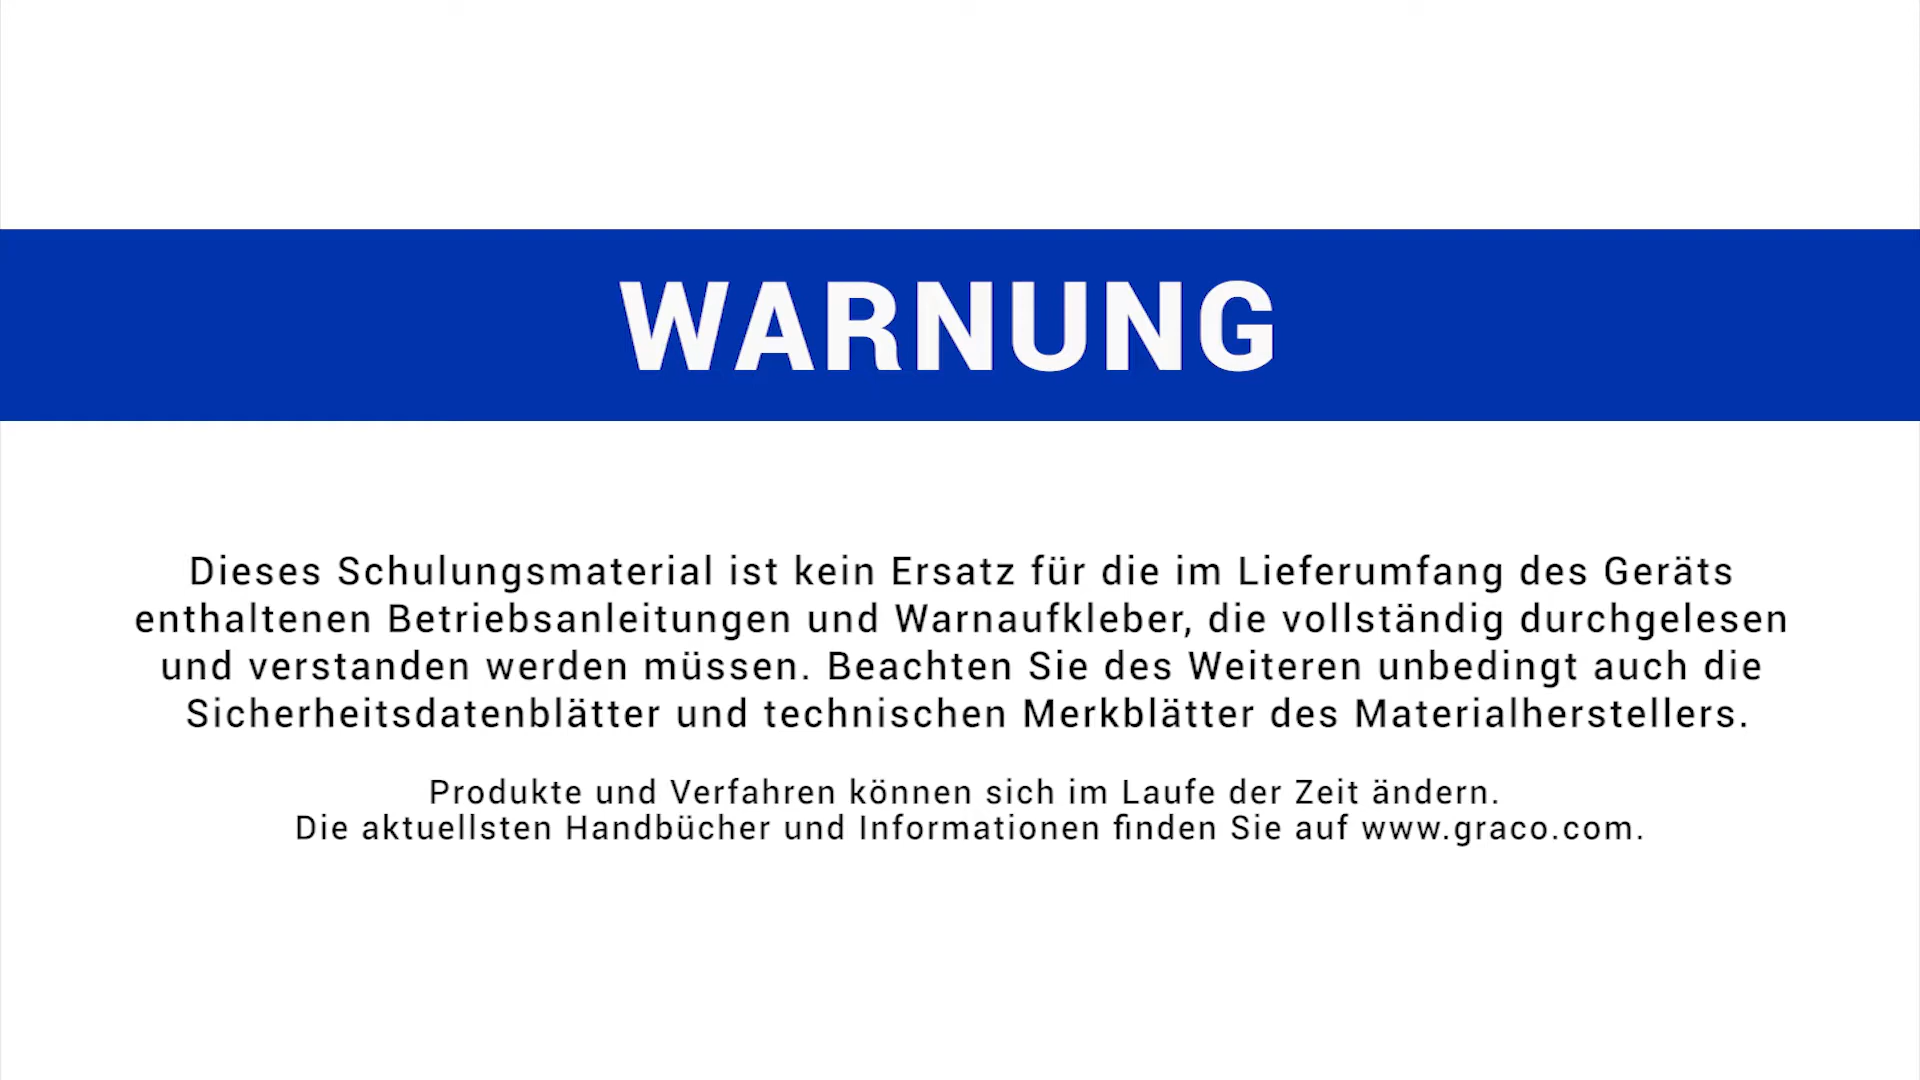 WARNUNG
Dieses Schulungsmaterial ist kein Ersatz für die im Lieferumfang des Geräts
enthaltenen Betriebsanleitungen und Warnaufkleber, die vollständig durchgelesen
und verstanden werden müssen. Beachten Sie des Weiteren unbedingt auch die
Sicherheitsdatenblätter und technischen Merkblätter des Materialherstellers.
Produkte und Verfahren können sich im Laufe der Zeit ändern.
Die aktuellsten Handbücher und Informationen finden Sie auf www.graco.com.